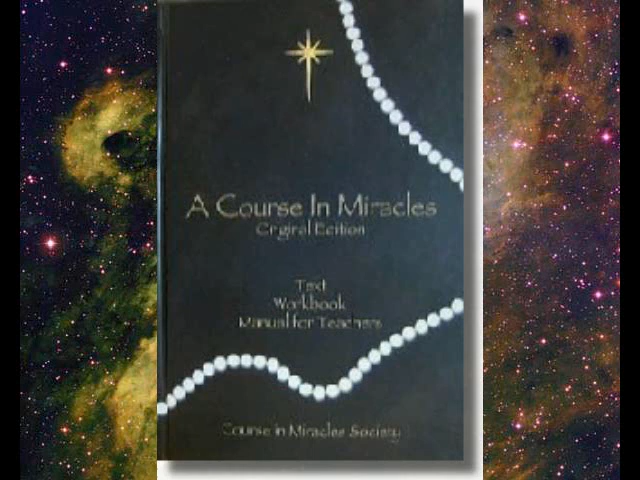 A Course In Miracles
Original Edition
Text
Workbook
Manual for Teachers
Course in Miracles Society